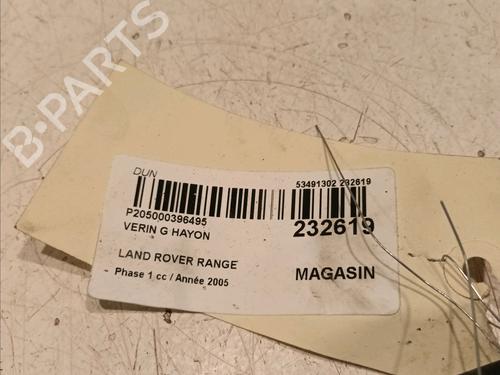 B-PARTS
DUN
53491302 232619
P205000396495
232619
VERIN G HAYON
LAND ROVER RANGE
Phase 1 cc / Année 2005
MAGASIN